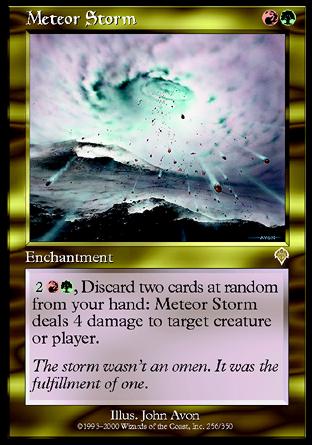 Meteor Storm
AVON
Enchantment
2, Discard two cards at random
from your hand: Meteor Storm
deals 4 damage to target creature
or player.
The storm wasn't an omen. It was the
fulfillment of one.
Illus. John Avon
©1993-2000 Wizards of the Coast, Inc. 256/350